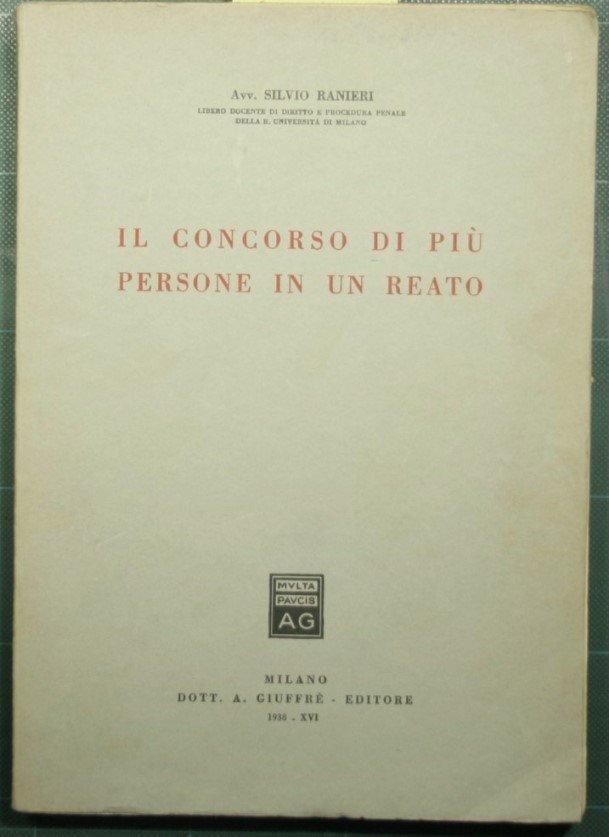 Avv. SILVIO RANIERI
LIBERO DOCENTE DI DIRITTO E PROCEDURA PENALE
DELLA R. UNIVERSITÀ DI MILANO
IL CONCORSO DI PIÙ
PERSONE IN UN REATO
MVLTA
PAVCIS
AG
MILANO
DOTT. A. GIUFFRÈ - EDITORE
1938 - XVI